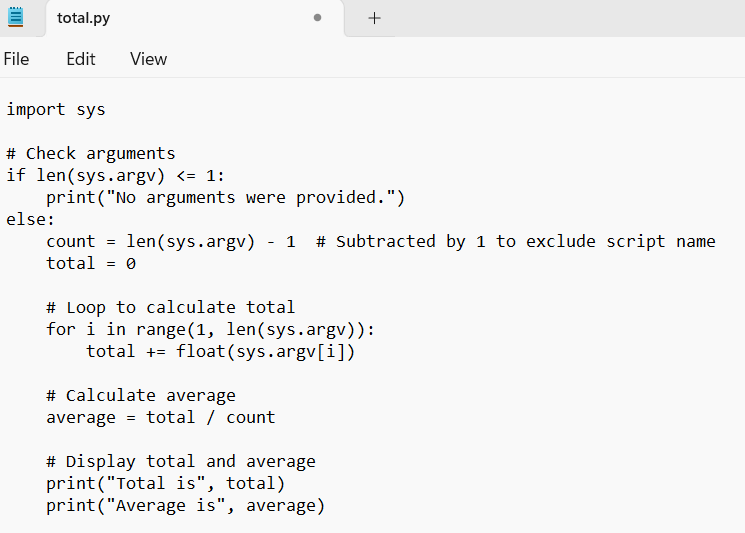 total.py
File Edit View
import sys
# Check arguments
if len(sys.argv) <= 1:
    print("No arguments were provided.")
else:
    count = len(sys.argv) - 1  # Subtracted by 1 to exclude script name
    total = 0
    # Loop to calculate total
    for i in range(1, len(sys.argv)):
        total += float(sys.argv[i])
    # Calculate average
    average = total / count
    # Display total and average
    print("Total is", total)
    print("Average is", average)